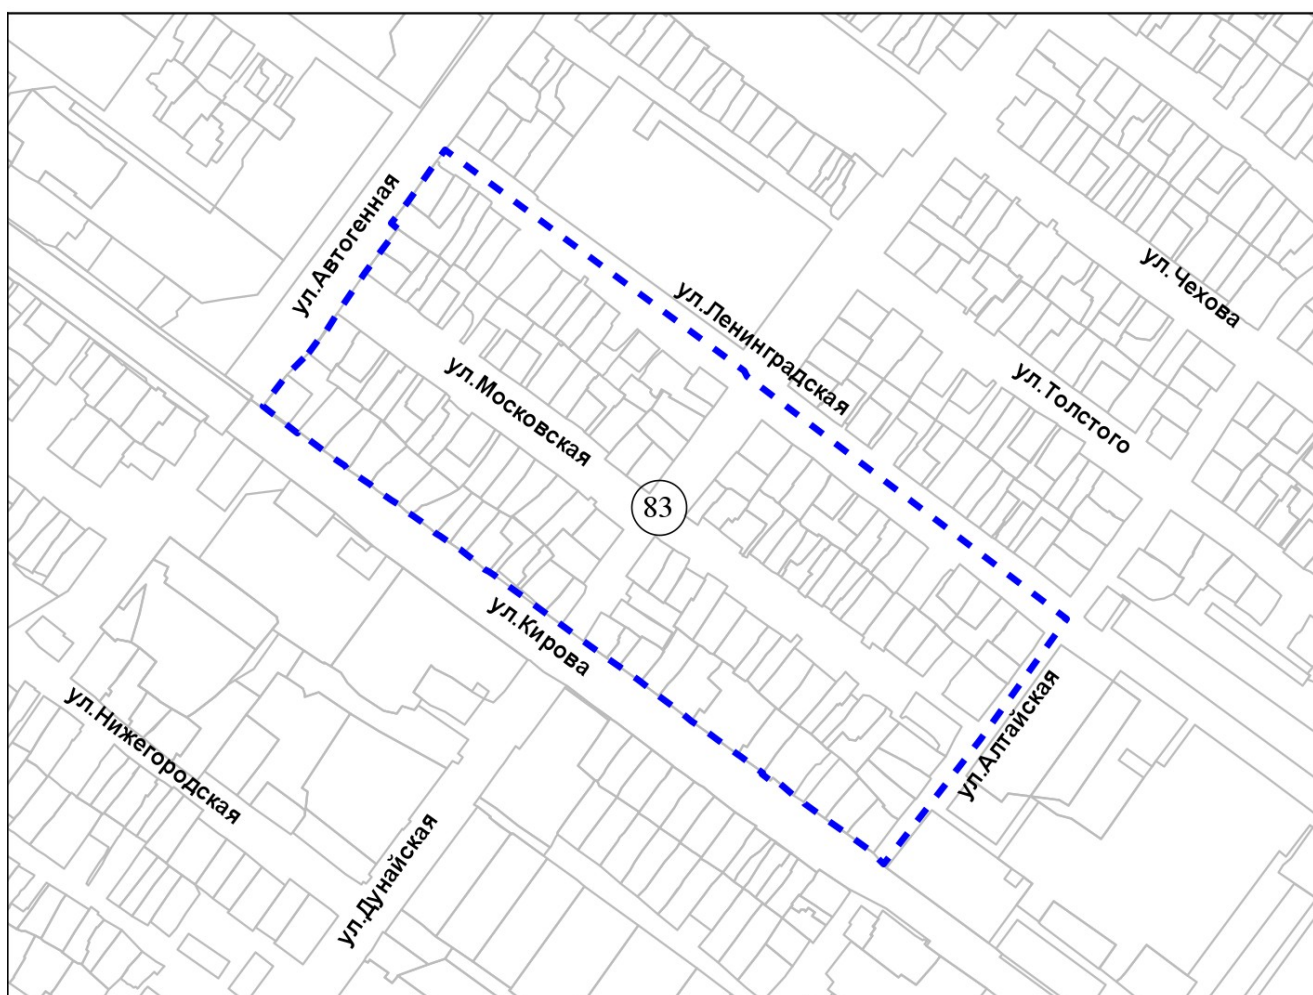 ул.Автогенная
ул.Чехова
ул.Ленинградская
ул.Московская
ул.Толстого
83
ул.Кирова
ул.Алтайская
ул.Нижегородская
ул.Дунайская